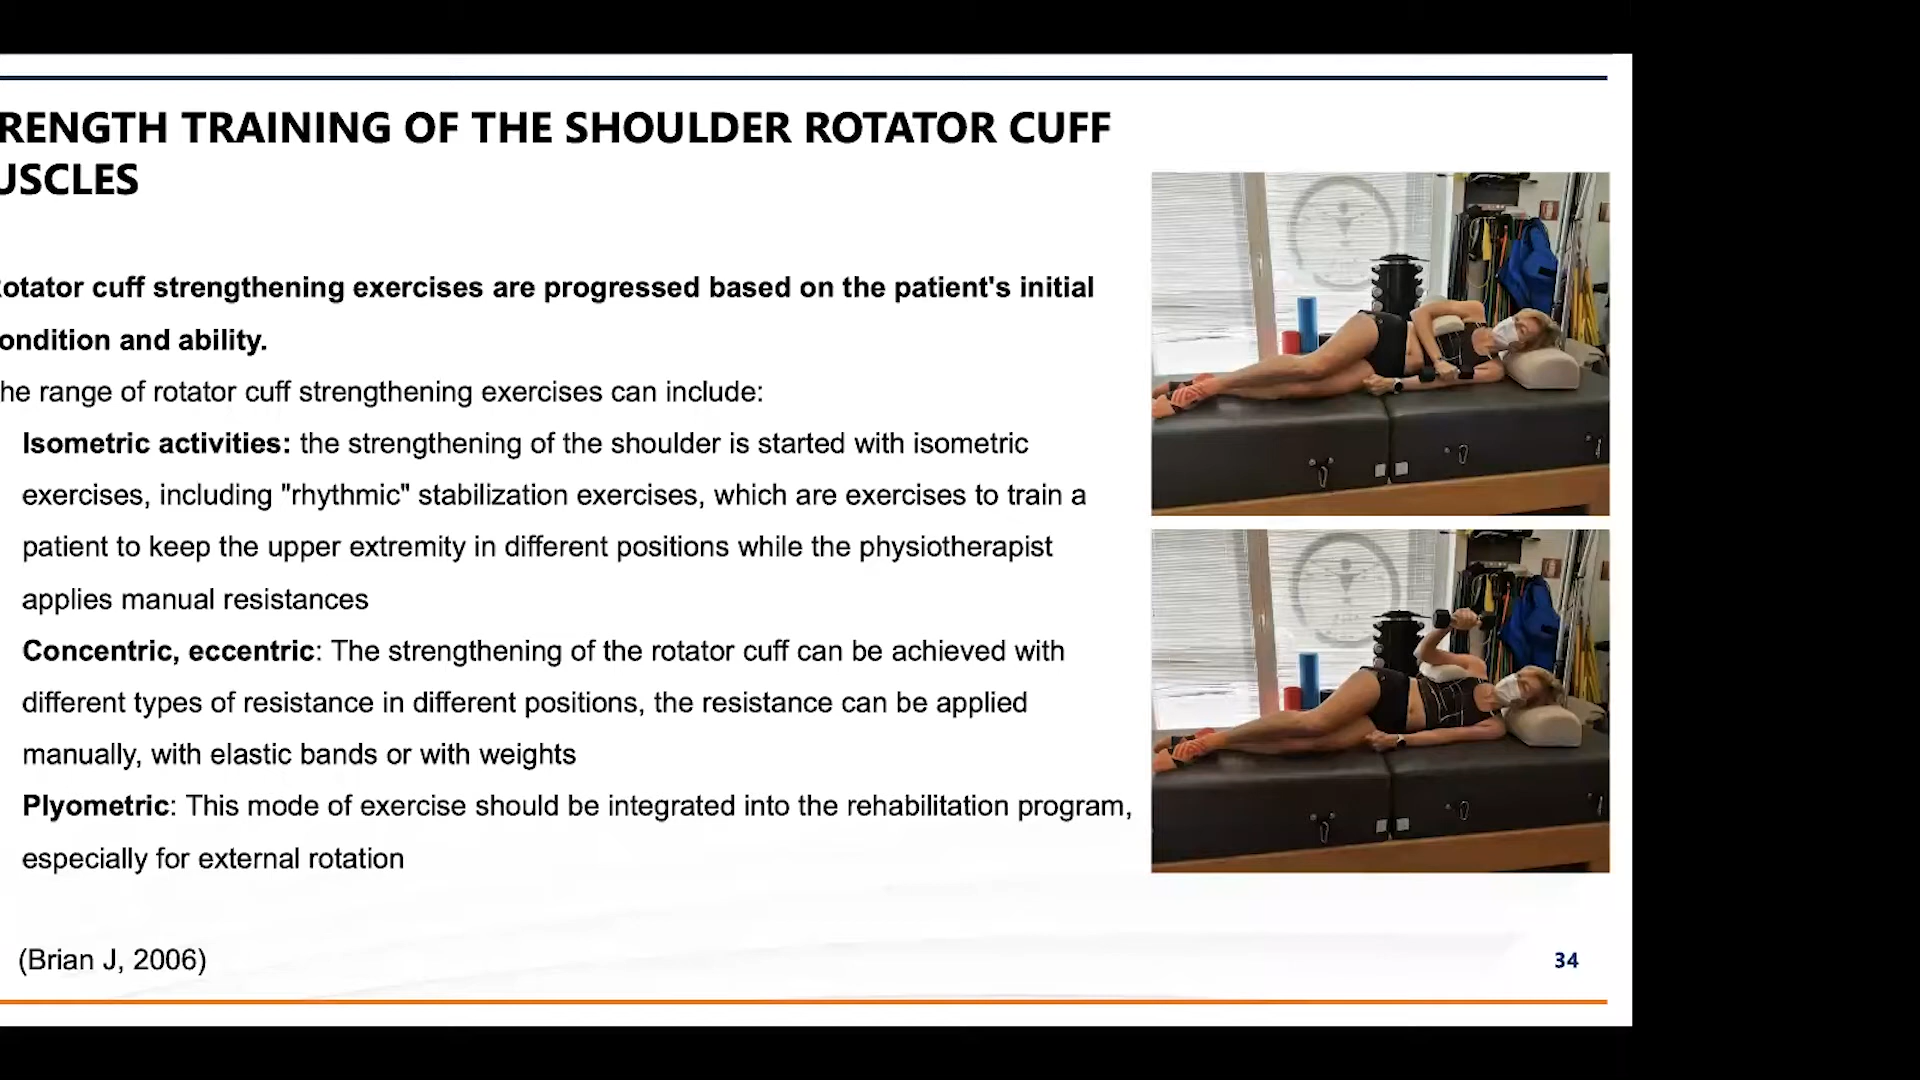 RENGTH TRAINING OF THE SHOULDER ROTATOR CUFF
USCLES
otator cuff strengthening exercises are progressed based on the patient's initial
ondition and ability.
he range of rotator cuff strengthening exercises can include:
Isometric activities: the strengthening of the shoulder is started with isometric
exercises, including "rhythmic" stabilization exercises, which are exercises to train a
patient to keep the upper extremity in different positions while the physiotherapist
applies manual resistances
Concentric, eccentric: The strengthening of the rotator cuff can be achieved with
different types of resistance in different positions, the resistance can be applied
manually, with elastic bands or with weights
Plyometric: This mode of exercise should be integrated into the rehabilitation program,
especially for external rotation
(Brian J, 2006)
34